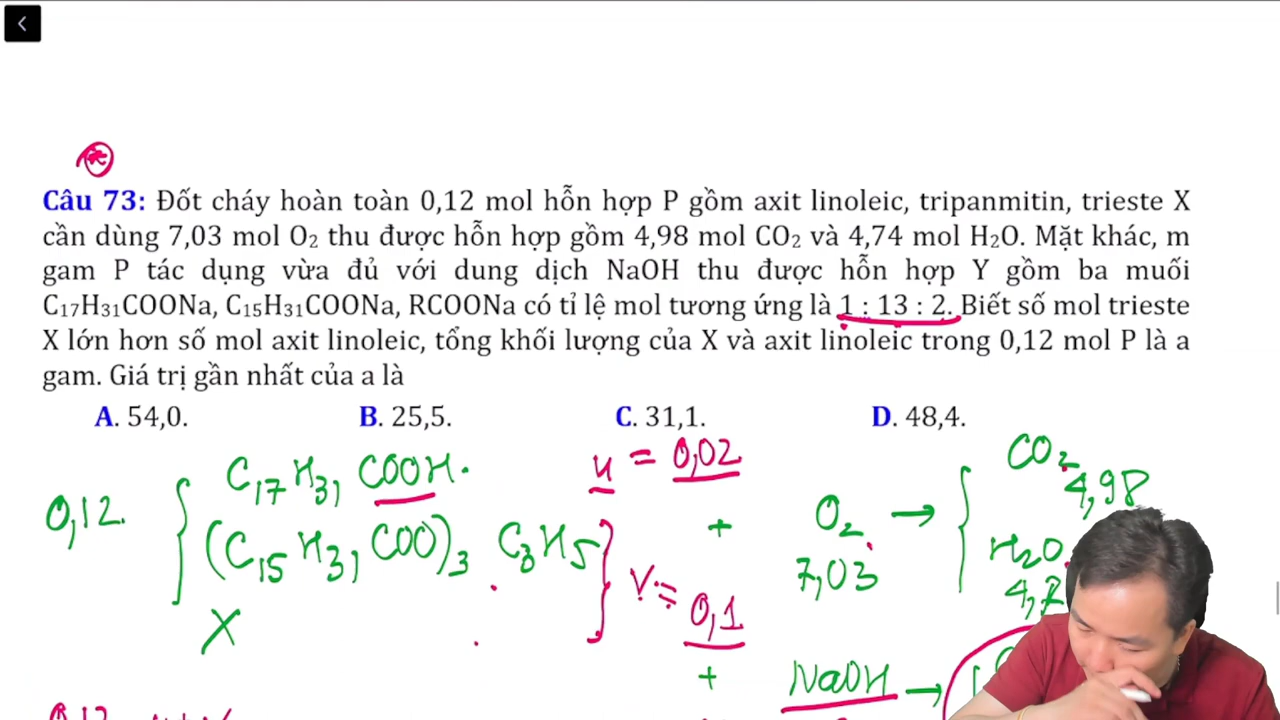 Câu 73: Đốt cháy hoàn toàn 0,12 mol hỗn hợp P gồm axit linoleic, tripanmitin, trieste X
cần dùng 7,03 mol O₂ thu được hỗn hợp gồm 4,98 mol CO₂ và 4,74 mol H₂O. Mặt khác, m
gam P tác dụng vừa đủ với dung dịch NaOH thu được hỗn hợp Y gồm ba muối
C₁₇H₃₁COONa, C₁₅H₃₁COONa, RCOONa có tỉ lệ mol tương ứng là 1 : 13 : 2. Biết số mol trieste
X lớn hơn số mol axit linoleic, tổng khối lượng của X và axit linoleic trong 0,12 mol P là a
gam. Giá trị gần nhất của a là
A. 54,0. B. 25,5. C. 31,1. D. 48,4.
C₁₇H₃₁COOH. u = 0,02 CO₂
0,12. + O₂ → 4,98
(C₁₅H₃₁COO)₃C₃H₅ H₂O
V = 0,1 7,03
X
+ NaOH →